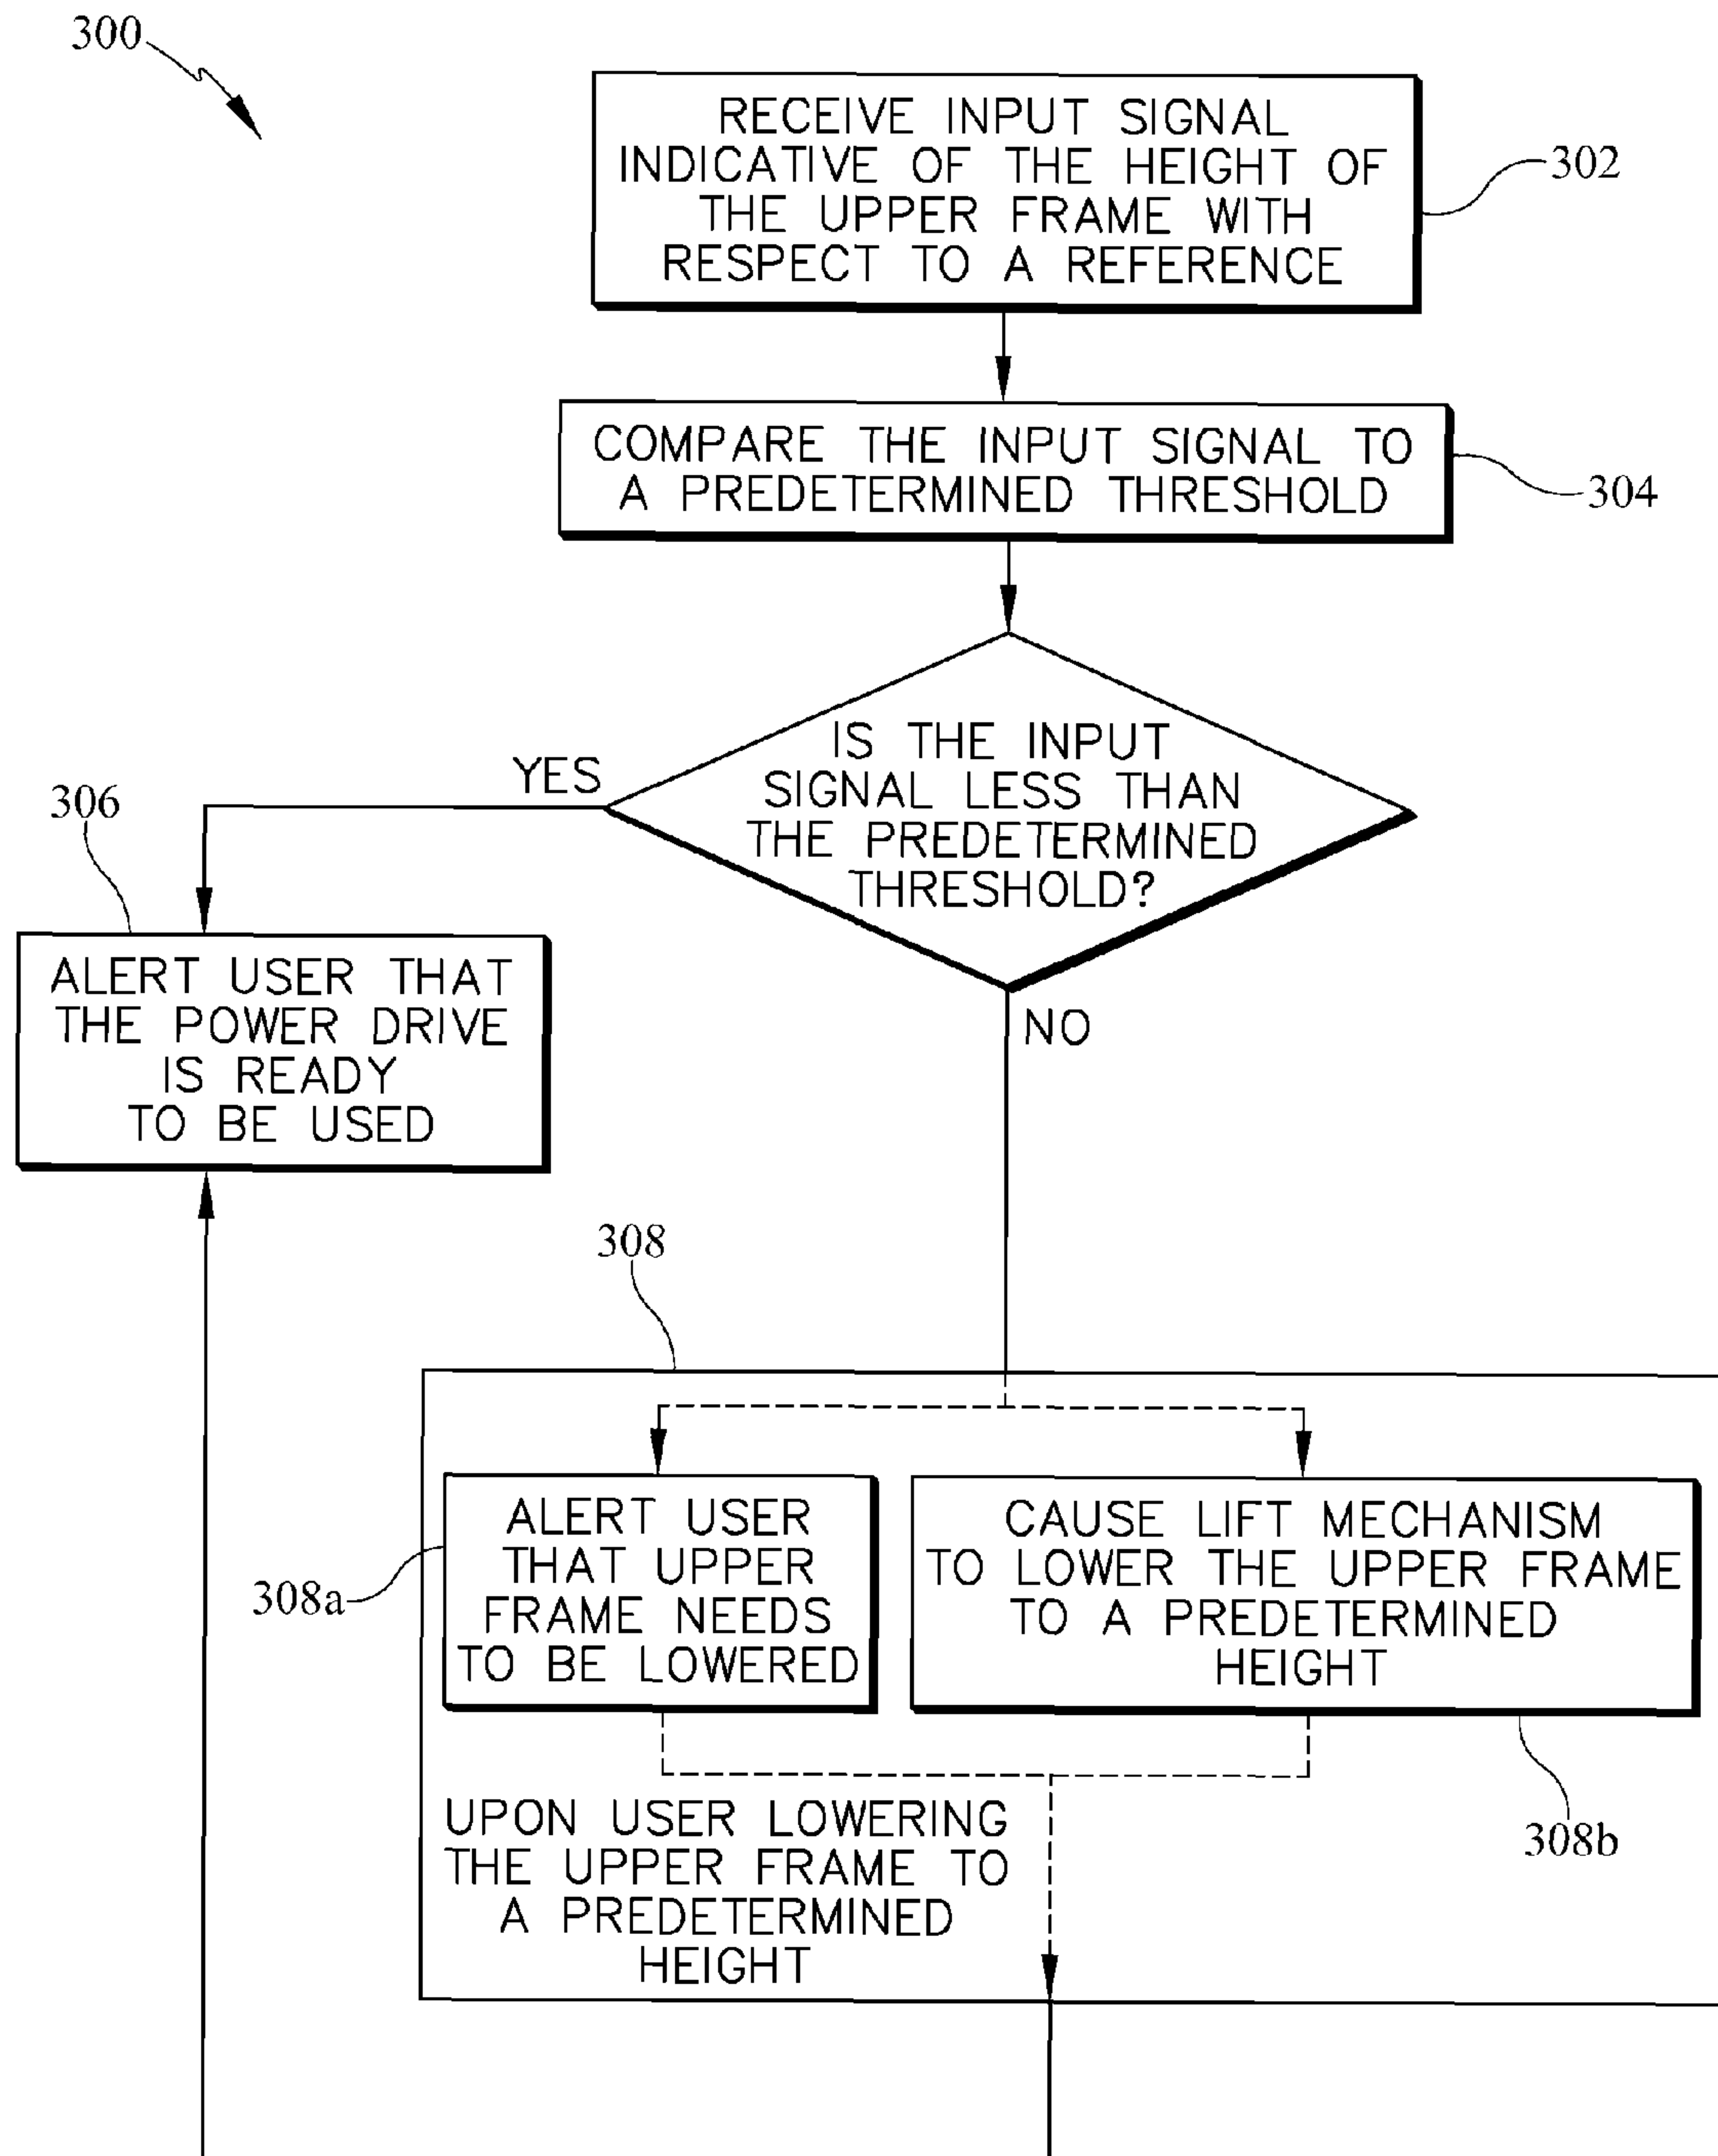 300
RECEIVE INPUT SIGNAL
INDICATIVE OF THE HEIGHT OF
THE UPPER FRAME WITH
RESPECT TO A REFERENCE
302
COMPARE THE INPUT SIGNAL TO
A PREDETERMINED THRESHOLD
304
IS THE INPUT
SIGNAL LESS THAN
THE PREDETERMINED
THRESHOLD?
YES
306
ALERT USER THAT
THE POWER DRIVE
IS READY
TO BE USED
NO
308
ALERT USER
THAT UPPER
FRAME NEEDS
TO BE LOWERED
308a
CAUSE LIFT MECHANISM
TO LOWER THE UPPER FRAME
TO A PREDETERMINED
HEIGHT
308b
UPON USER LOWERING
THE UPPER FRAME TO
A PREDETERMINED
HEIGHT